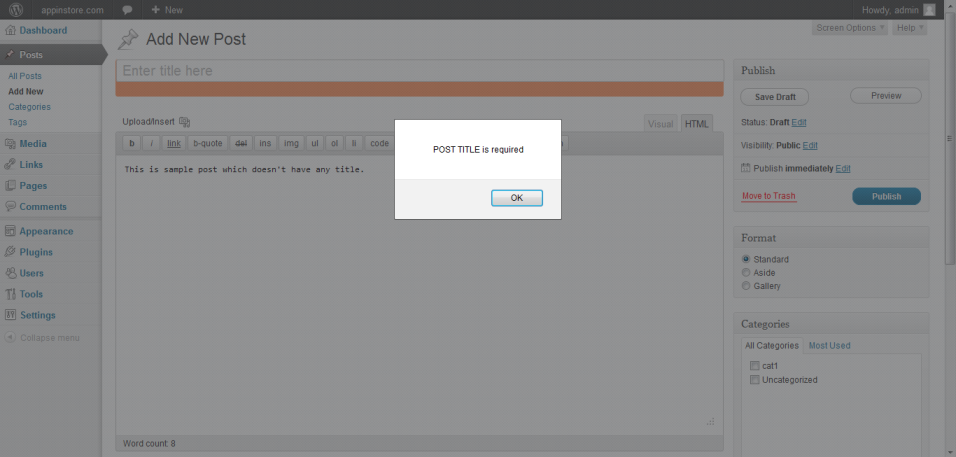 appinstore.com + New Howdy, admin
Screen Options Help
Dashboard
Posts
All Posts
Add New
Categories
Tags
Media
Links
Pages
Comments
Appearance
Plugins
Users
Tools
Settings
Collapse menu
Add New Post
Enter title here
Upload/Insert
Visual HTML
b i link b-quote del ins img ul ol li code
This is sample post which doesn't have any title.
Word count: 8
POST TITLE is required
OK
Publish
Save Draft Preview
Status: Draft Edit
Visibility: Public Edit
Publish immediately Edit
Move to Trash Publish
Format
Standard
Aside
Gallery
Categories
All Categories Most Used
cat1
Uncategorized